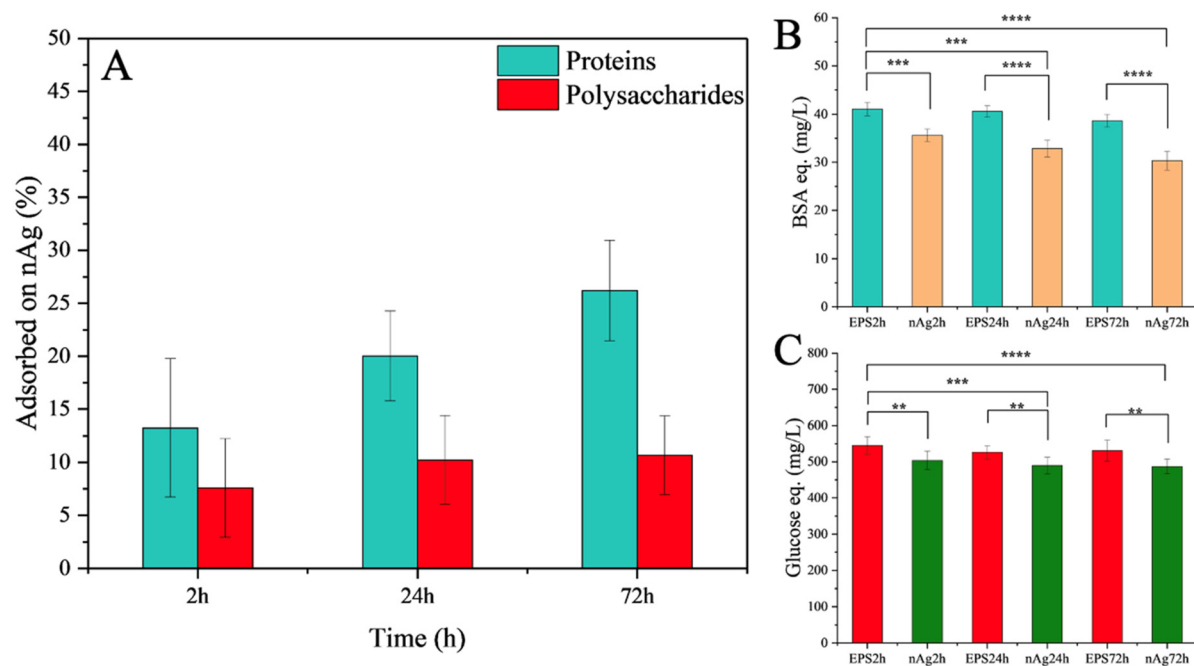 A
Proteins
Polysaccharides
Adsorbed on nAg (%)
50
45
40
35
30
25
20
15
10
5
0
2h
24h
72h
Time (h)
B
BSA eq. (mg/L)
60
50
40
30
20
10
0
****
***
***
****
****
EPS2h
nAg2h
EPS24h
nAg24h
EPS72h
nAg72h
C
Glucose eq. (mg/L)
800
700
600
500
400
300
200
100
0
****
***
**
**
**
EPS2h
nAg2h
EPS24h
nAg24h
EPS72h
nAg72h